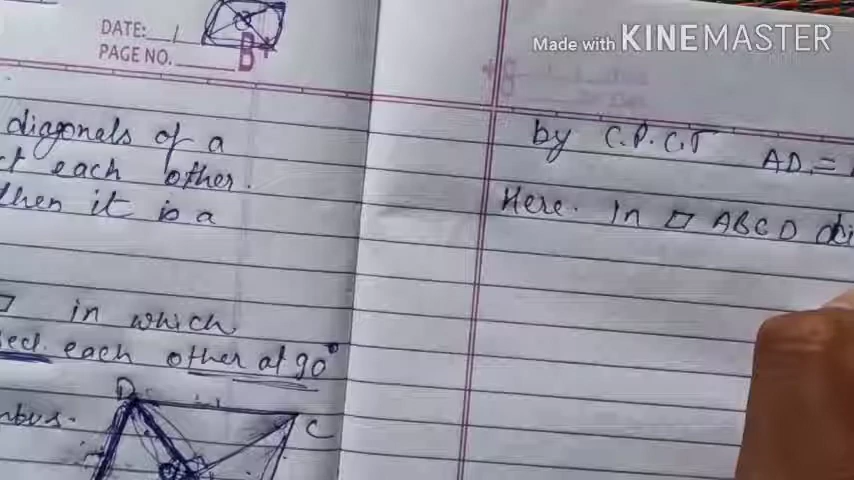 DATE:
PAGE NO.
B
Made with KINEMASTER
diagonals of a
each other.
then it is a
in which
each other at 90°
D
C
by C.P.C.T AD =
Here. In ▱ ABCD